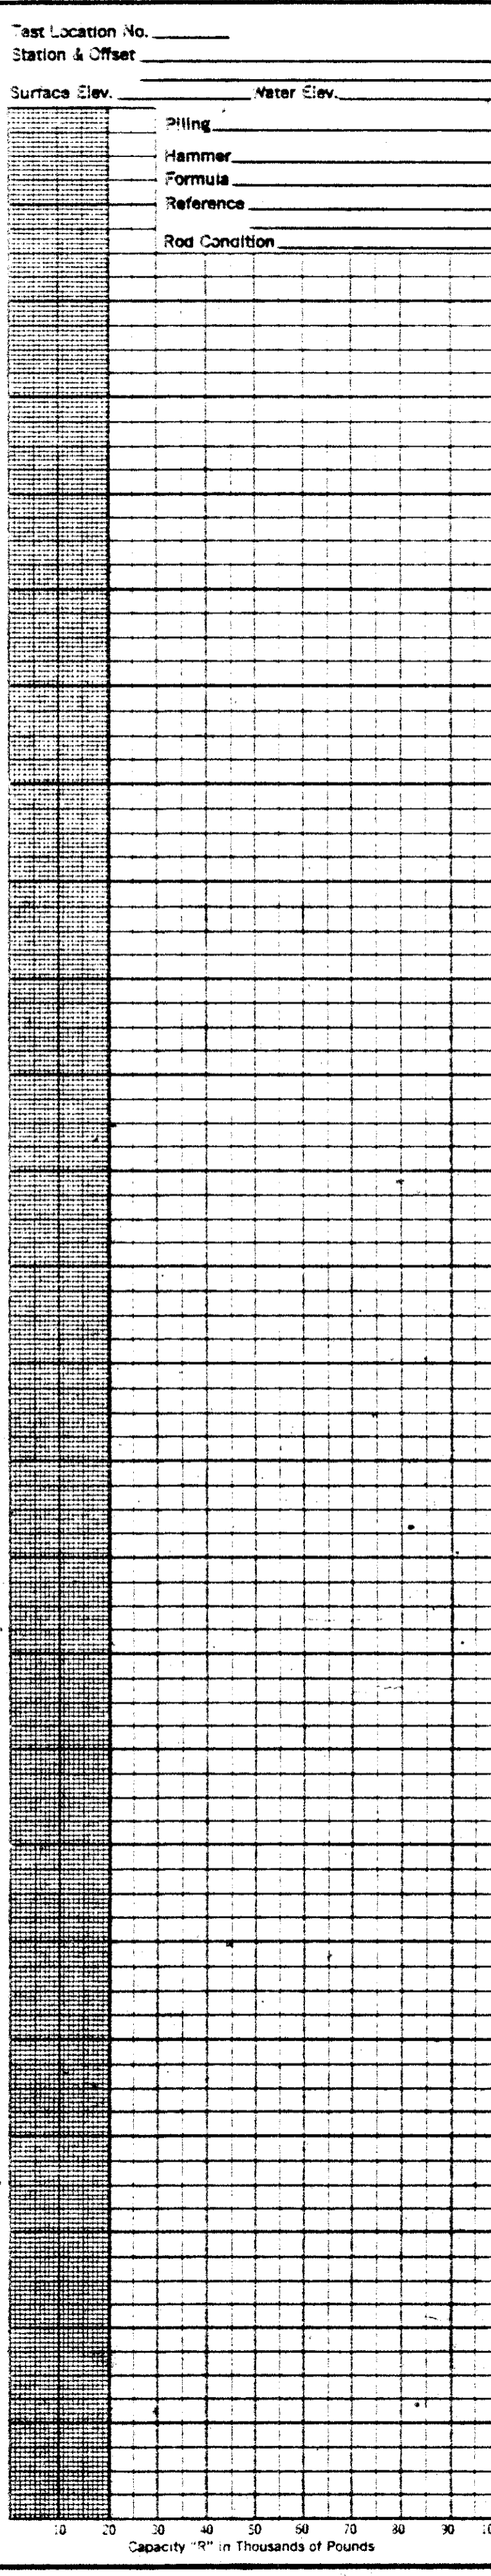 Test Location No.
Station & Offset
Surface Elev. Water Elev.
Piling
Hammer
Formula
Reference
Rod Condition
10 20 30 40 50 60 70 80 90 100
Capacity "R" in Thousands of Pounds